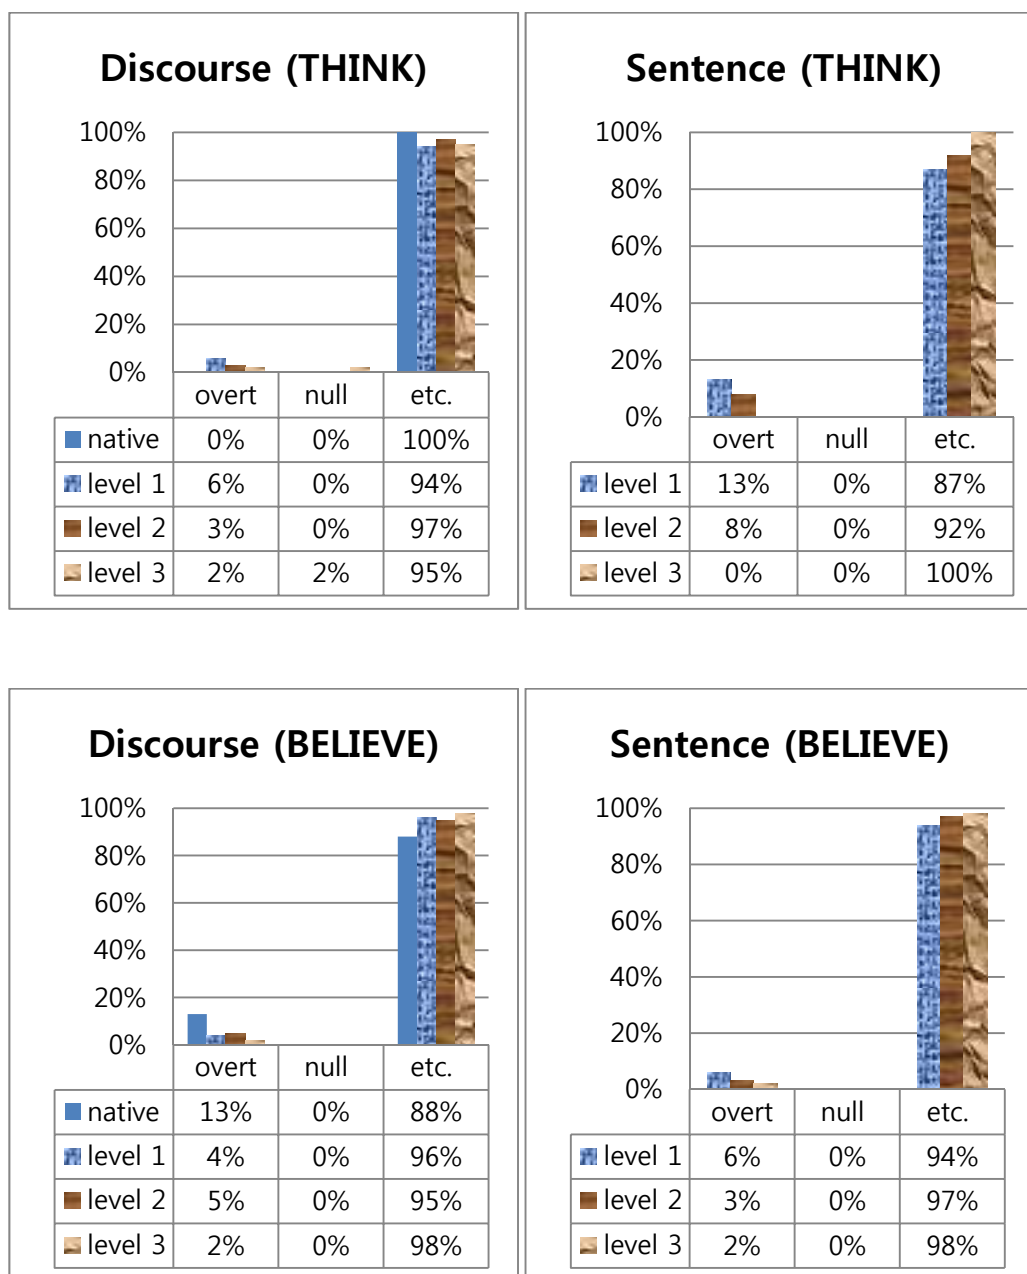 Discourse (THINK)
100%
80%
60%
40%
20%
0%
overt null etc.
native 0% 0% 100%
level 1 6% 0% 94%
level 2 3% 0% 97%
level 3 2% 2% 95%
Sentence (THINK)
100%
80%
60%
40%
20%
0%
overt null etc.
level 1 13% 0% 87%
level 2 8% 0% 92%
level 3 0% 0% 100%
Discourse (BELIEVE)
100%
80%
60%
40%
20%
0%
overt null etc.
native 13% 0% 88%
level 1 4% 0% 96%
level 2 5% 0% 95%
level 3 2% 0% 98%
Sentence (BELIEVE)
100%
80%
60%
40%
20%
0%
overt null etc.
level 1 6% 0% 94%
level 2 3% 0% 97%
level 3 2% 0% 98%